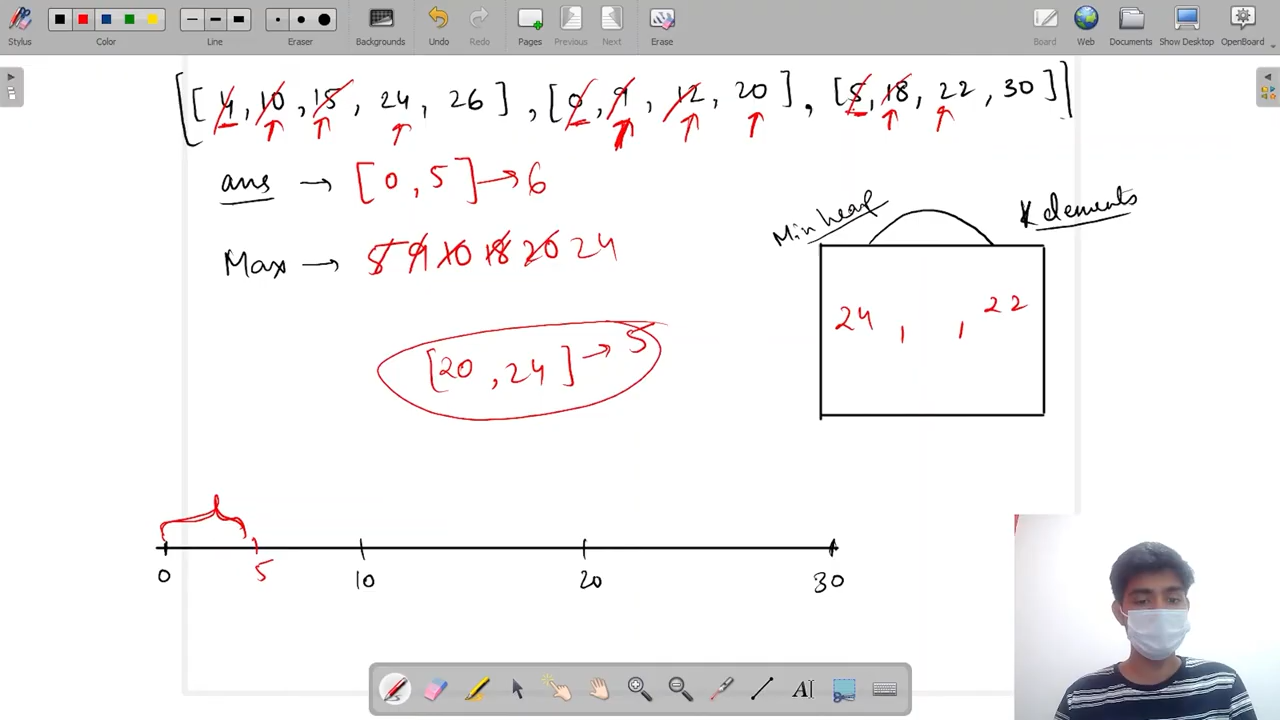 Stylus Color Line Eraser Backgrounds Undo Redo Pages Previous Next Erase Board Web Documents Show Desktop OpenBoard
[[4, 10, 15, 24, 26], [0, 9, 12, 20], [5, 18, 22, 30]]
ans → [0, 5] → 6
Min heap
K elements
Max → 5 9 10 18 20 24
24, , 22
[20, 24] → 5
0 5 10 20 30